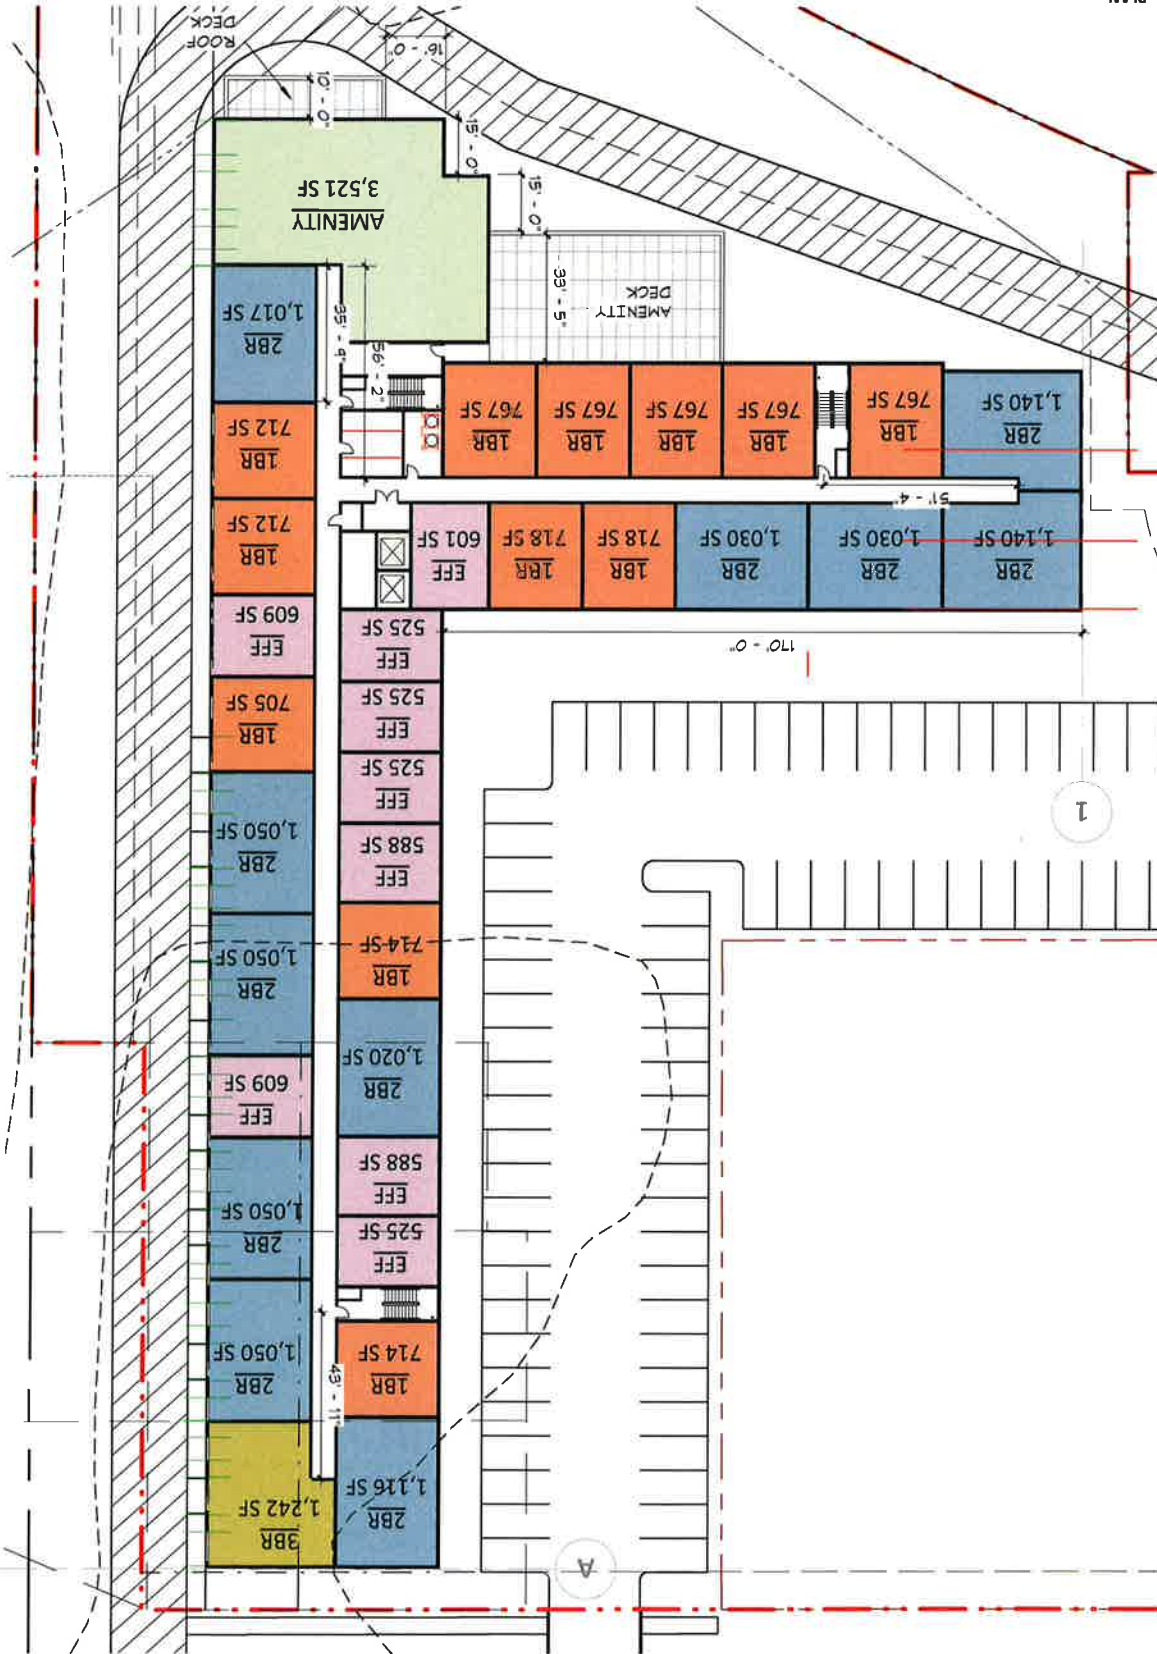 A
2BR
1,116 SF
3BR
1,242 SF
43' - 11"
1BR
714 SF
2BR
1,050 SF
EFF
525 SF
2BR
1,050 SF
EFF
588 SF
EFF
609 SF
2BR
1,020 SF
2BR
1,050 SF
1BR
714 SF
2BR
1,050 SF
EFF
588 SF
1
EFF
525 SF
1BR
705 SF
EFF
525 SF
EFF
525 SF
EFF
609 SF
170' - 0"
2BR
1,140 SF
2BR
1,030 SF
2BR
1,030 SF
1BR
718 SF
1BR
718 SF
EFF
601 SF
1BR
712 SF
51' - 4"
2BR
1,140 SF
1BR
767 SF
1BR
767 SF
1BR
767 SF
1BR
767 SF
1BR
767 SF
1BR
712 SF
56' - 2"
35' - 9"
2BR
1,017 SF
AMENITY
DECK
33' - 5"
15' - 0"
AMENITY
3,521 SF
15' - 0"
10' - 0"
16' - 0"
ROOF
DECK
PLAN